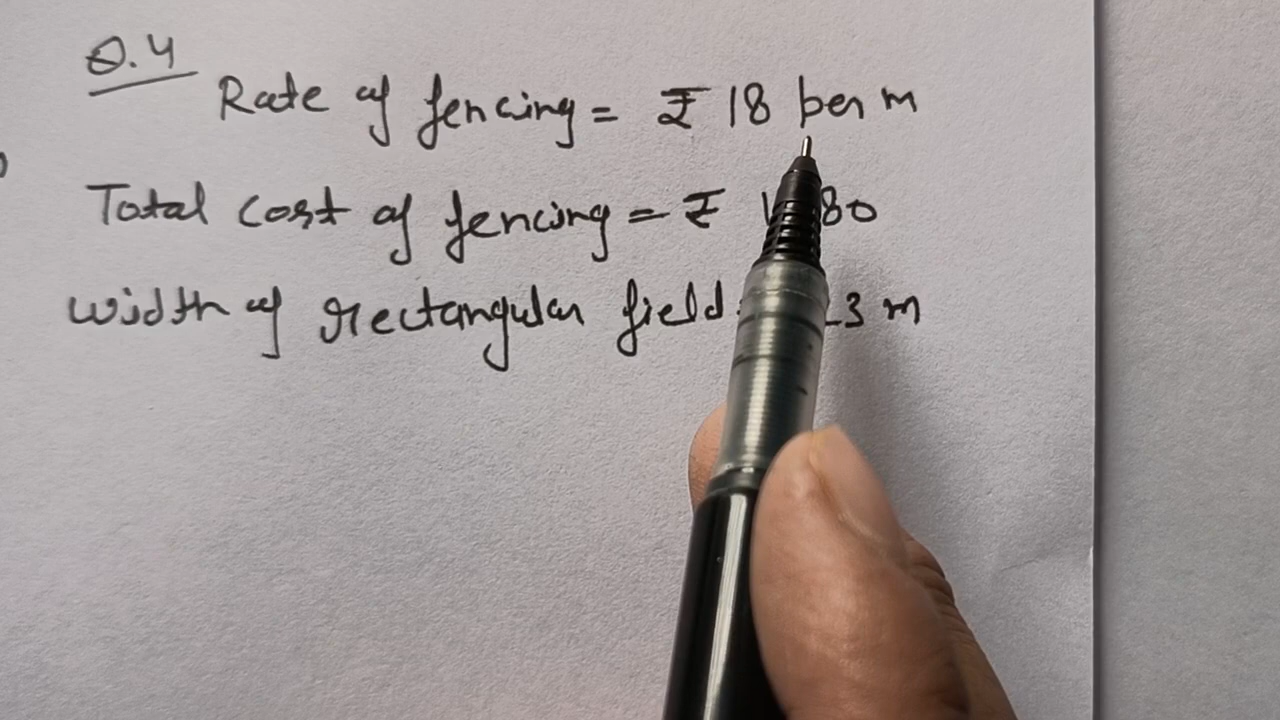 Q.4
Rate of fencing = ₹ 18 per m
Total cost of fencing = ₹
width of rectangular field m